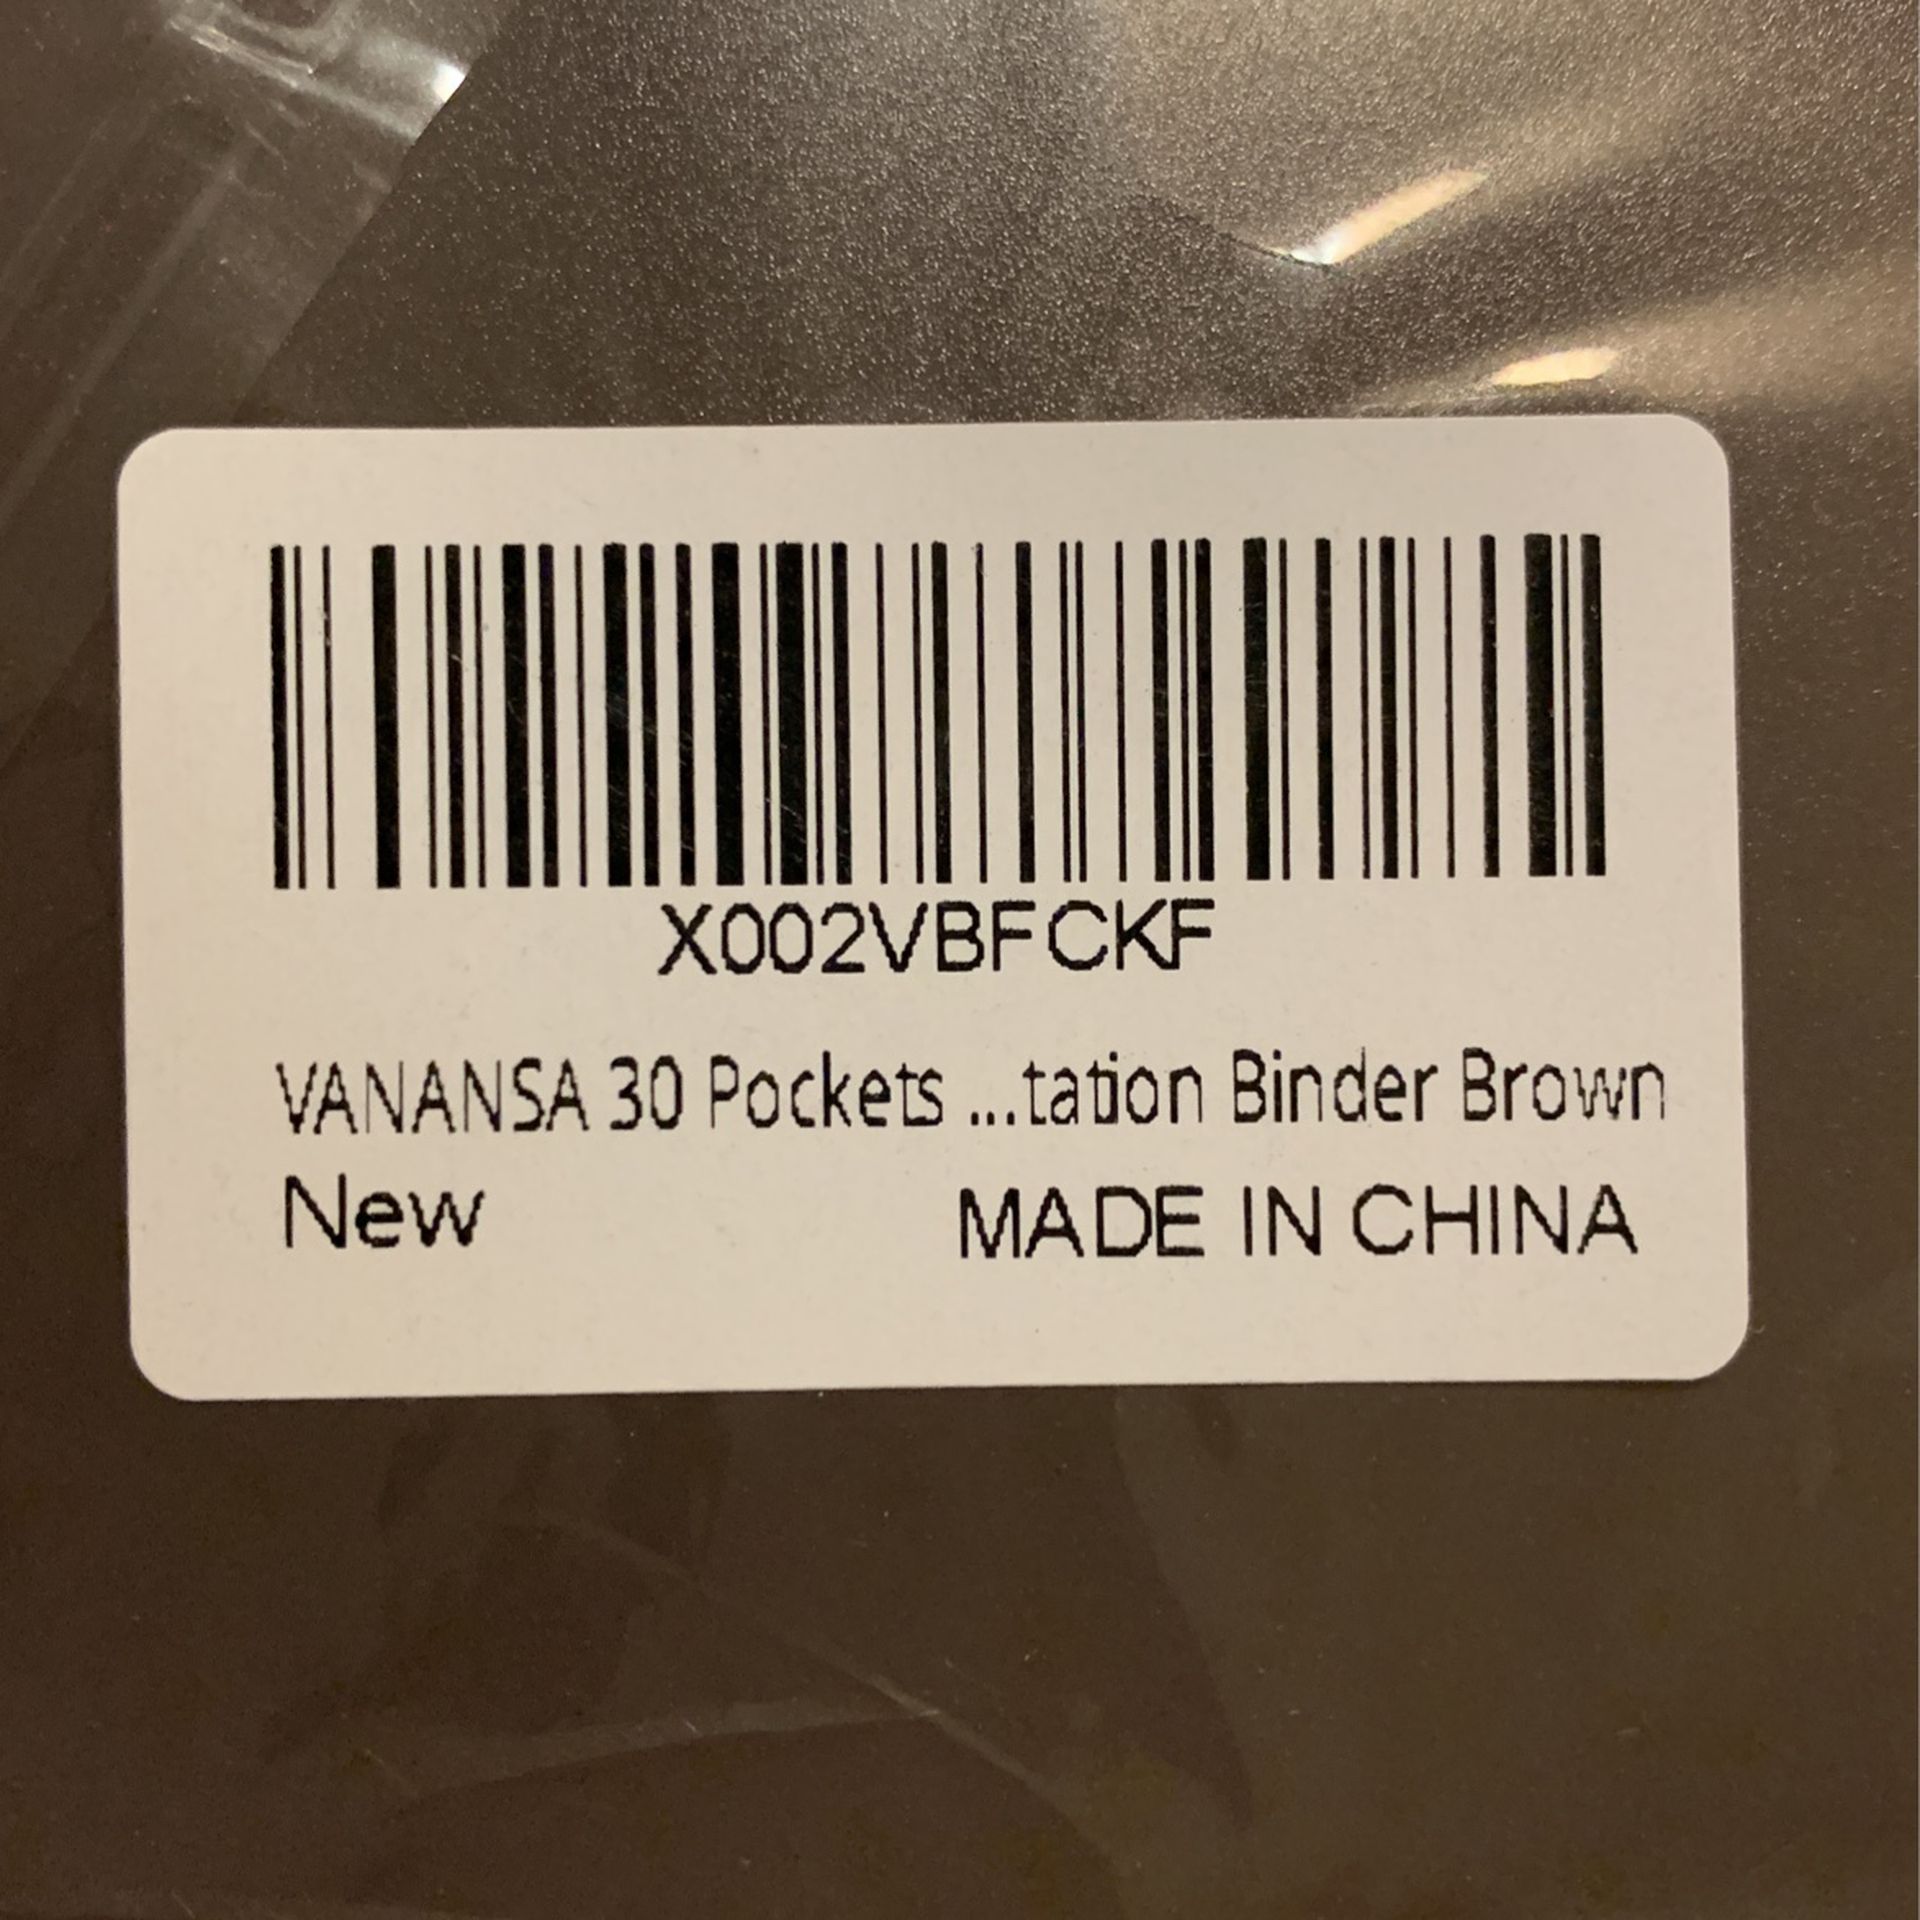 X002VBFCKF
VANANSA 30 Pockets ...tation Binder Brown
New MADE IN CHINA